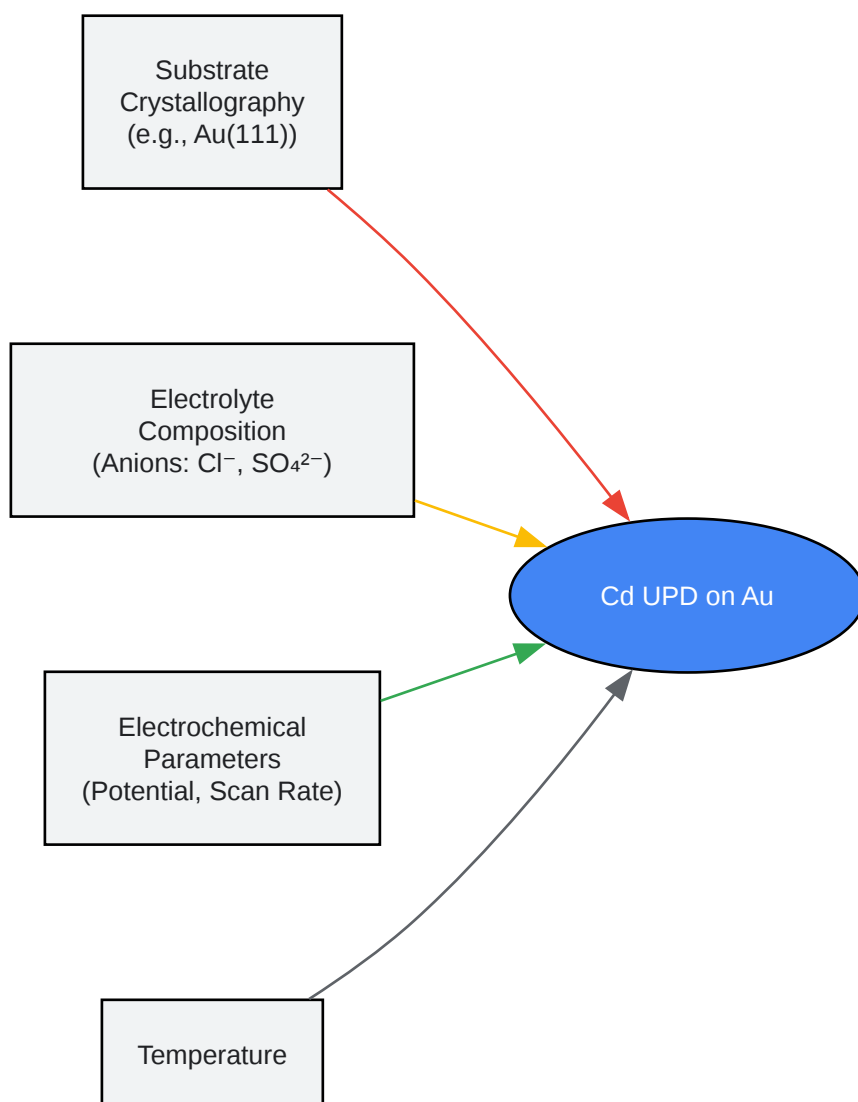 Substrate
Crystallography
(e.g., Au(111))
Electrolyte
Composition
(Anions: Cl⁻, SO₄²⁻)
Cd UPD on Au
Electrochemical
Parameters
(Potential, Scan Rate)
Temperature